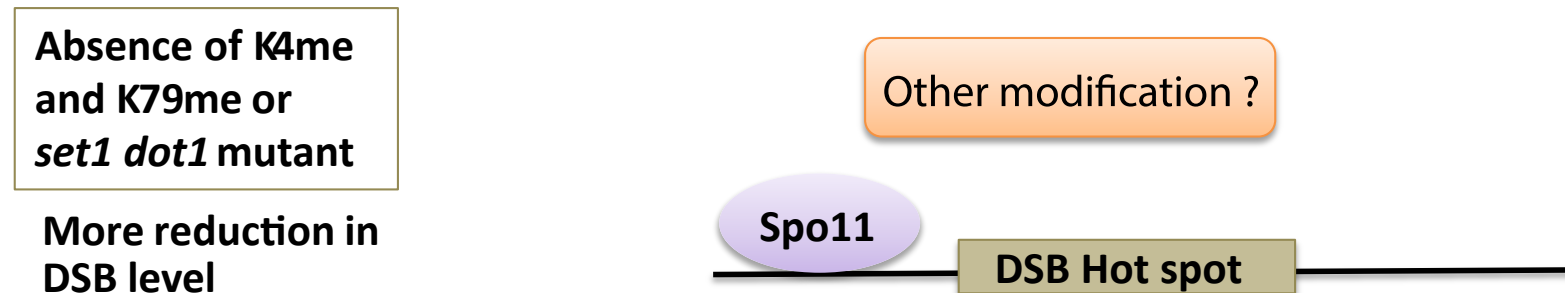 Absence of K4me
and K79me or
set1 dot1 mutant
More reduction in
DSB level
Other modification ?
Spo11
DSB Hot spot